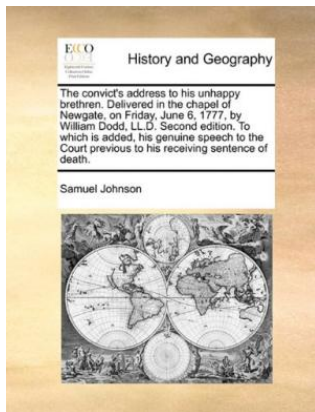 ECCO
History and Geography
The convict's address to his unhappy
brethren. Delivered in the chapel of
Newgate, on Friday, June 6, 1777, by
William Dodd, LL.D. Second edition. To
which is added, his genuine speech to the
Court previous to his receiving sentence of
death.
Samuel Johnson